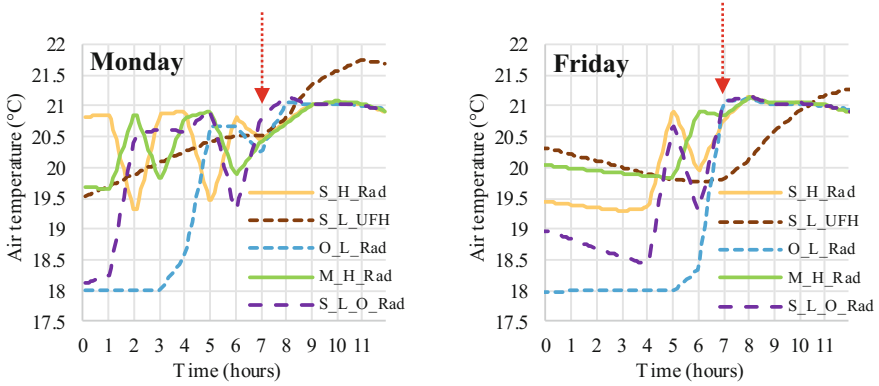 Monday
Air temperature (°C)
22
21.5
21
20.5
20
19.5
19
18.5
18
17.5
S_H_Rad
S_L_UFH
O_L_Rad
M_H_Rad
S_L_O_Rad
0 1 2 3 4 5 6 7 8 9 10 11
Time (hours)
Friday
Air temperature (°C)
22
21.5
21
20.5
20
19.5
19
18.5
18
17.5
S_H_Rad
S_L_UFH
O_L_Rad
M_H_Rad
S_L_O_Rad
0 1 2 3 4 5 6 7 8 9 10 11
Time (hours)